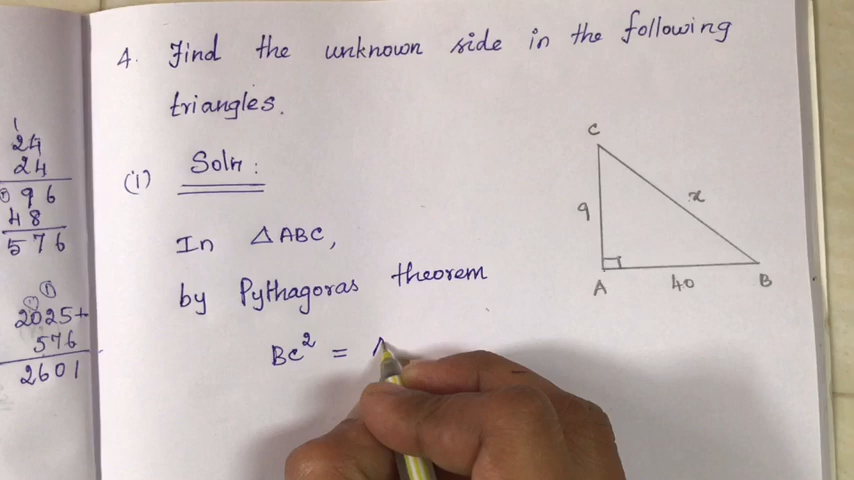 4. Find the unknown side in the following
triangles.
(i) Soln:
In △ABC,
by Pythagoras theorem
BC² = A
C
9
x
A
40
B
1
24
24
96
48
576
2025+
576
2601